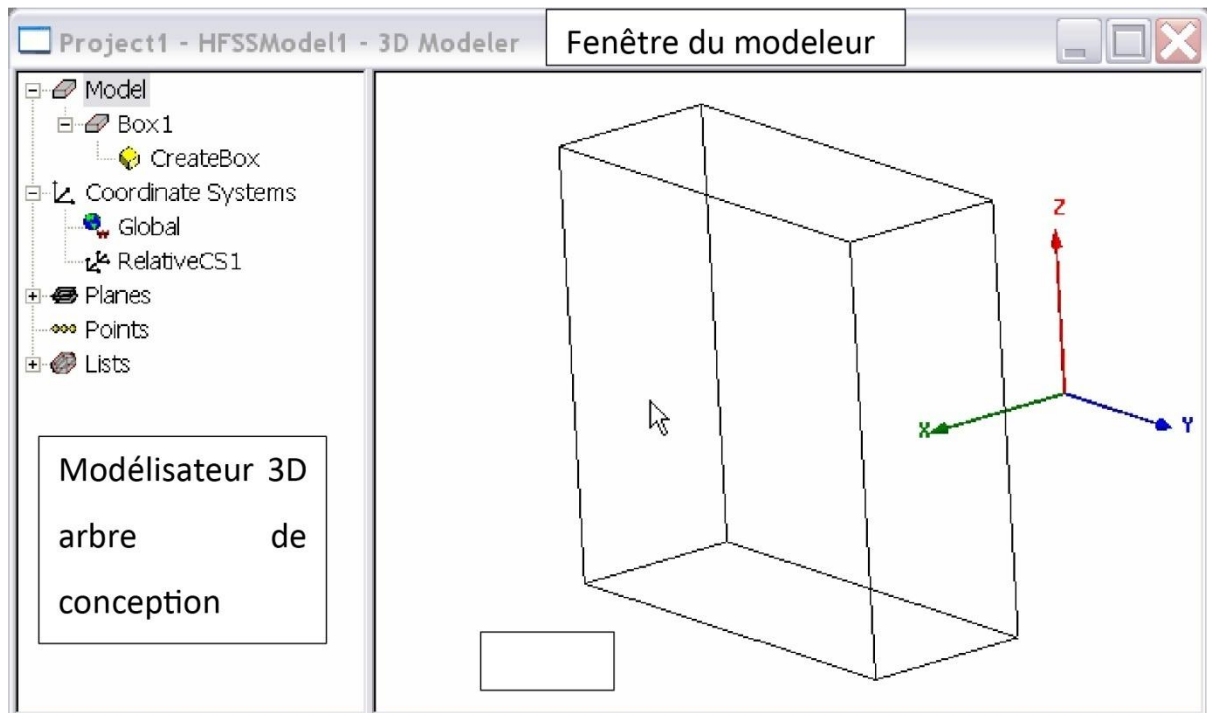 Project1 - HFSSModel1 - 3D Modeler
Fenêtre du modeleur
Model
Box1
CreateBox
Coordinate Systems
Global
RelativeCS1
Planes
Points
Lists
Modélisateur 3D
arbre de
conception
Z
X
Y